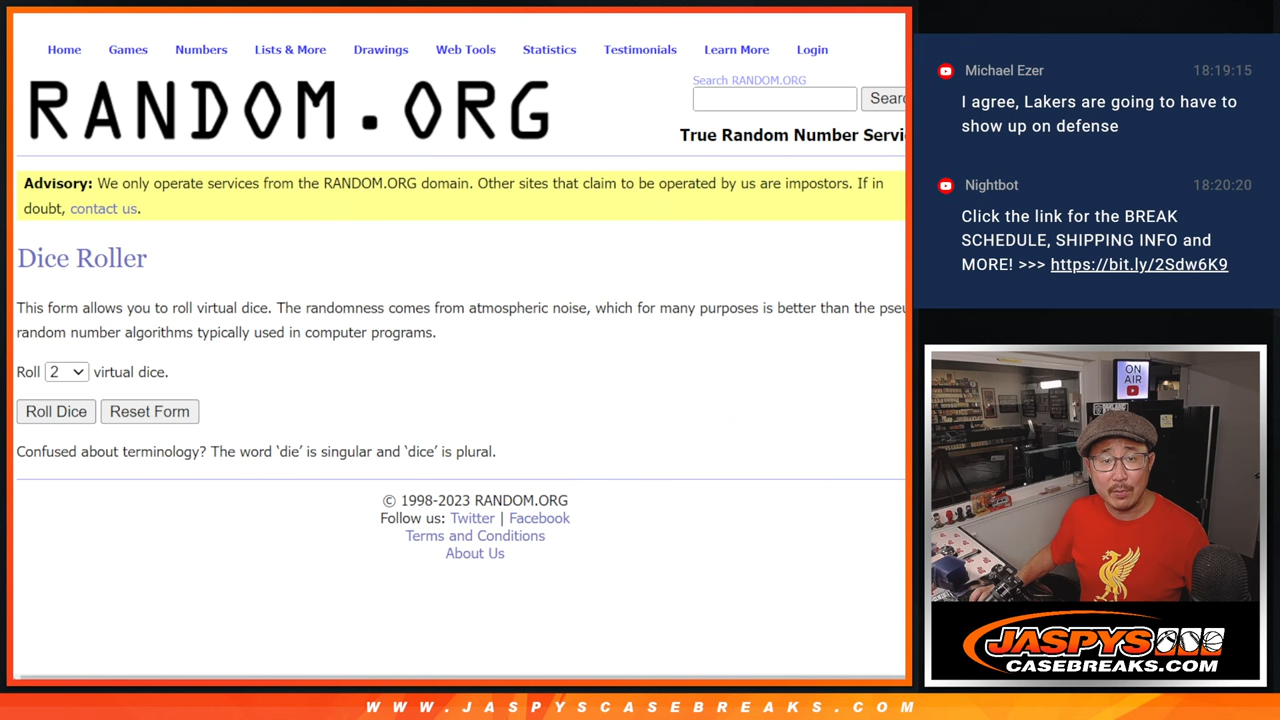 Home Games Numbers Lists & More Drawings Web Tools Statistics Testimonials Learn More Login
RANDOM.ORG
Search RANDOM.ORG
Searc
True Random Number Servi
Advisory: We only operate services from the RANDOM.ORG domain. Other sites that claim to be operated by us are impostors. If in
doubt, contact us.
Dice Roller
This form allows you to roll virtual dice. The randomness comes from atmospheric noise, which for many purposes is better than the pseu
random number algorithms typically used in computer programs.
Roll 2 virtual dice.
Roll Dice Reset Form
Confused about terminology? The word ‘die’ is singular and ‘dice’ is plural.
© 1998-2023 RANDOM.ORG
Follow us: Twitter | Facebook
Terms and Conditions
About Us
Michael Ezer 18:19:15
I agree, Lakers are going to have to
show up on defense
Nightbot 18:20:20
Click the link for the BREAK
SCHEDULE, SHIPPING INFO and
MORE! >>> https://bit.ly/2Sdw6K9
ON
AIR
JASPYS
CASEBREAKS.COM
WWW.JASPYSCASEBREAKS.COM